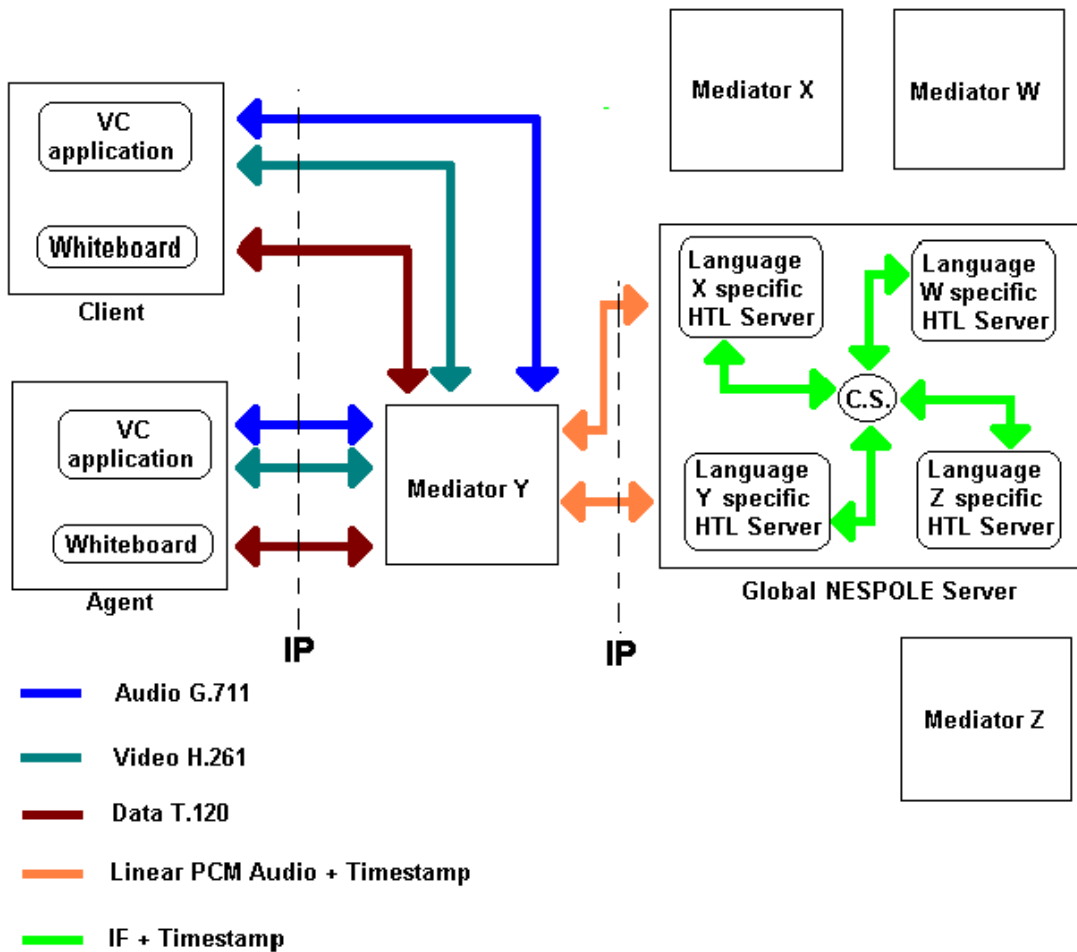 VC
application
Whiteboard
Client
VC
application
Whiteboard
Agent
Mediator Y
Mediator X
Mediator W
Language
X specific
HTL Server
Language
W specific
HTL Server
C.S.
Language
Y specific
HTL Server
Language
Z specific
HTL Server
Global NESPOLE Server
IP
IP
Mediator Z
Audio G.711
Video H.261
Data T.120
Linear PCM Audio + Timestamp
IF + Timestamp